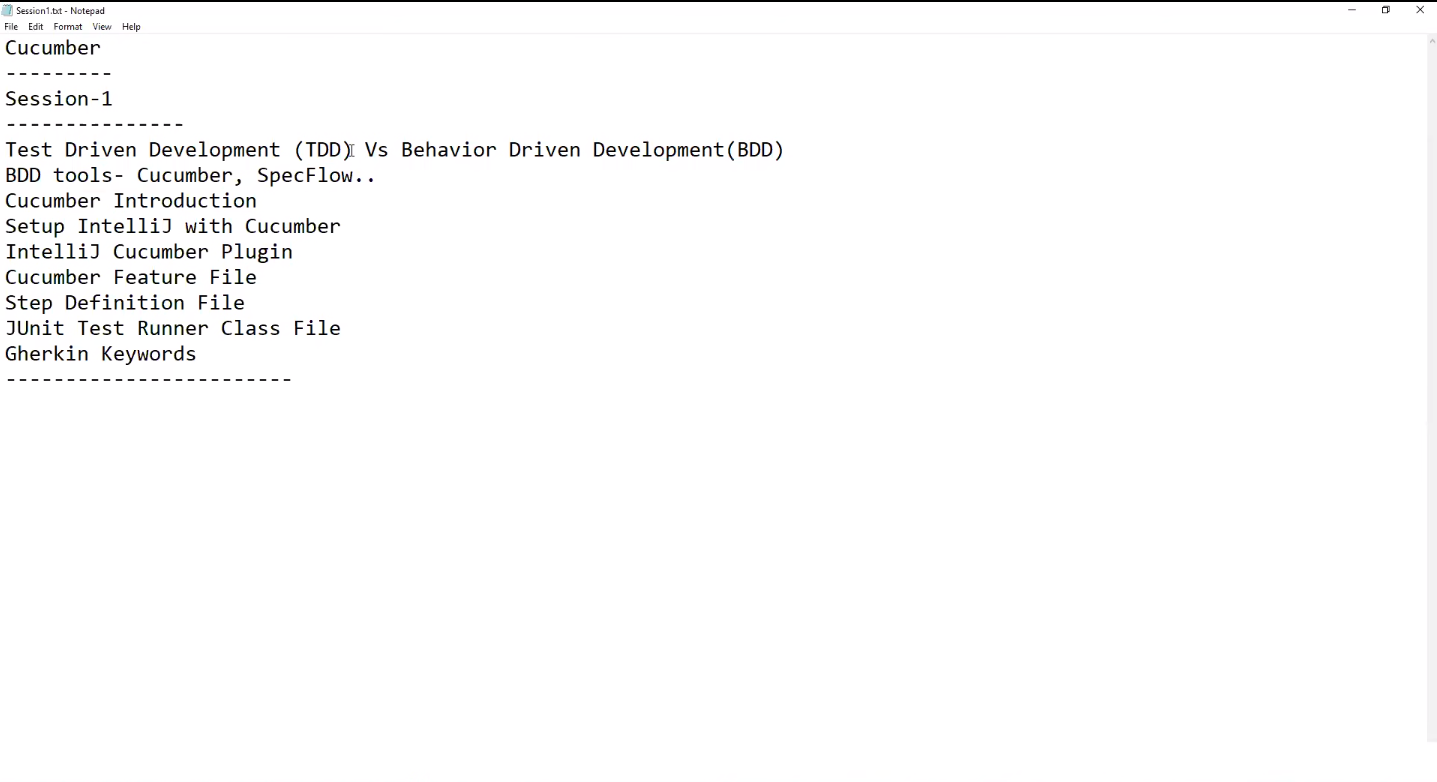 Session1.txt - Notepad
File Edit Format View Help
Cucumber
---------
Session-1
---------------
Test Driven Development (TDD) Vs Behavior Driven Development(BDD)
BDD tools- Cucumber, SpecFlow..
Cucumber Introduction
Setup IntelliJ with Cucumber
IntelliJ Cucumber Plugin
Cucumber Feature File
Step Definition File
JUnit Test Runner Class File
Gherkin Keywords
------------------------